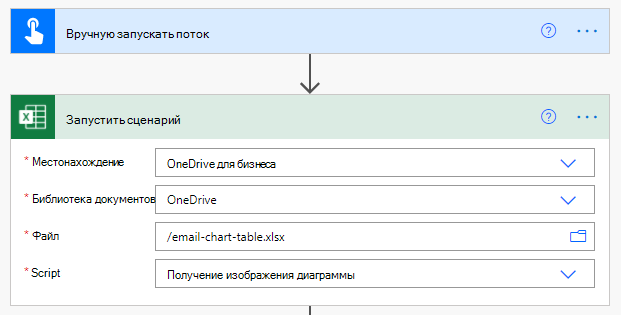 Вручную запускать поток
Запустить сценарий
* Местонахождение OneDrive для бизнеса
* Библиотека документов OneDrive
* Файл /email-chart-table.xlsx
* Script Получение изображения диаграммы